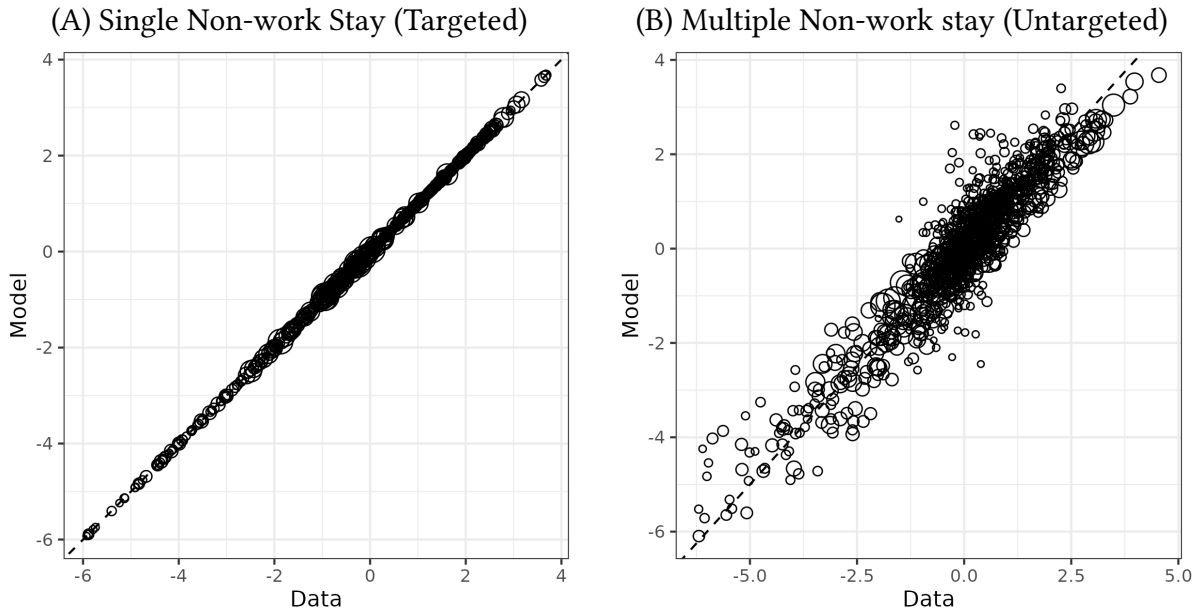 (A) Single Non-work Stay (Targeted)
4
2
0
-2
-4
-6
Model
-6 -4 -2 0 2 4
Data
(B) Multiple Non-work stay (Untargeted)
4
2
0
-2
-4
-6
Model
-5.0 -2.5 0.0 2.5 5.0
Data